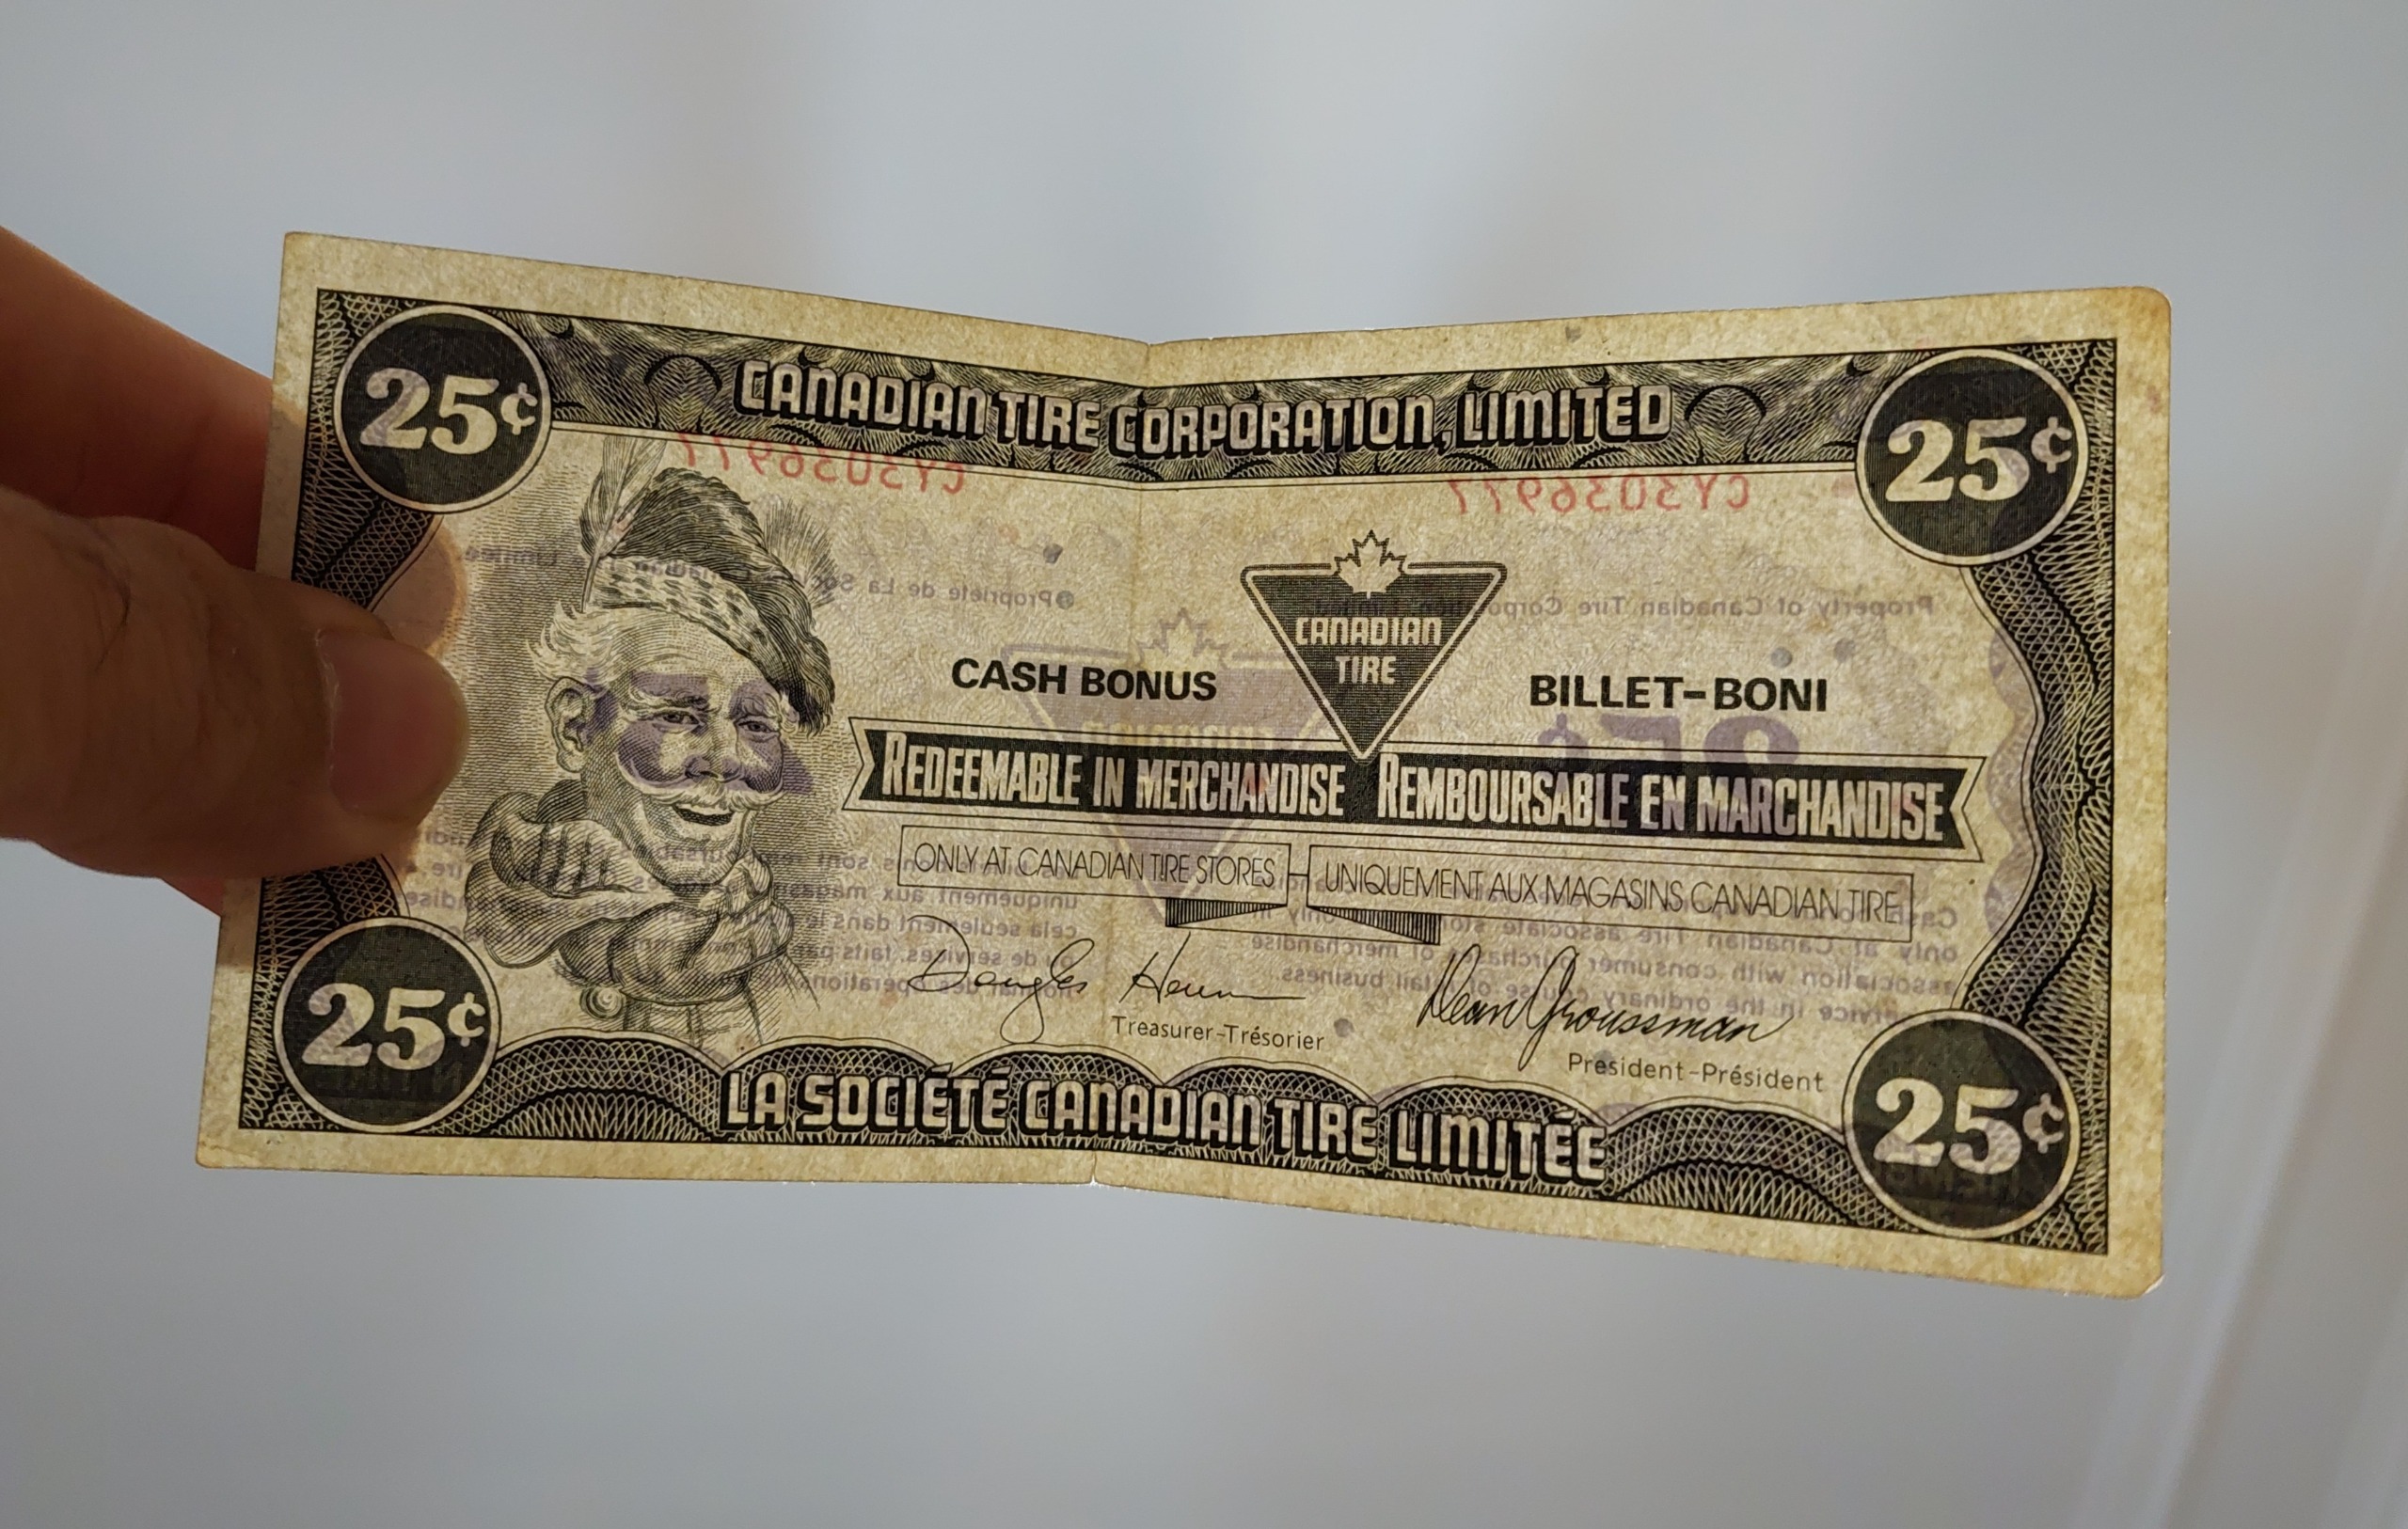 25¢ CANADIAN TIRE CORPORATION, LIMITED 25¢
CY3036977 CY3036977
CANADIAN
TIRE
CASH BONUS BILLET-BONI
REDEEMABLE IN MERCHANDISE REMBOURSABLE EN MARCHANDISE
ONLY AT CANADIAN TIRE STORES UNIQUEMENT AUX MAGASINS CANADIAN TIRE
Dean Groussman
Treasurer-Trésorier
President-Président
25¢ LA SOCIÉTÉ CANADIAN TIRE LIMITÉE 25¢